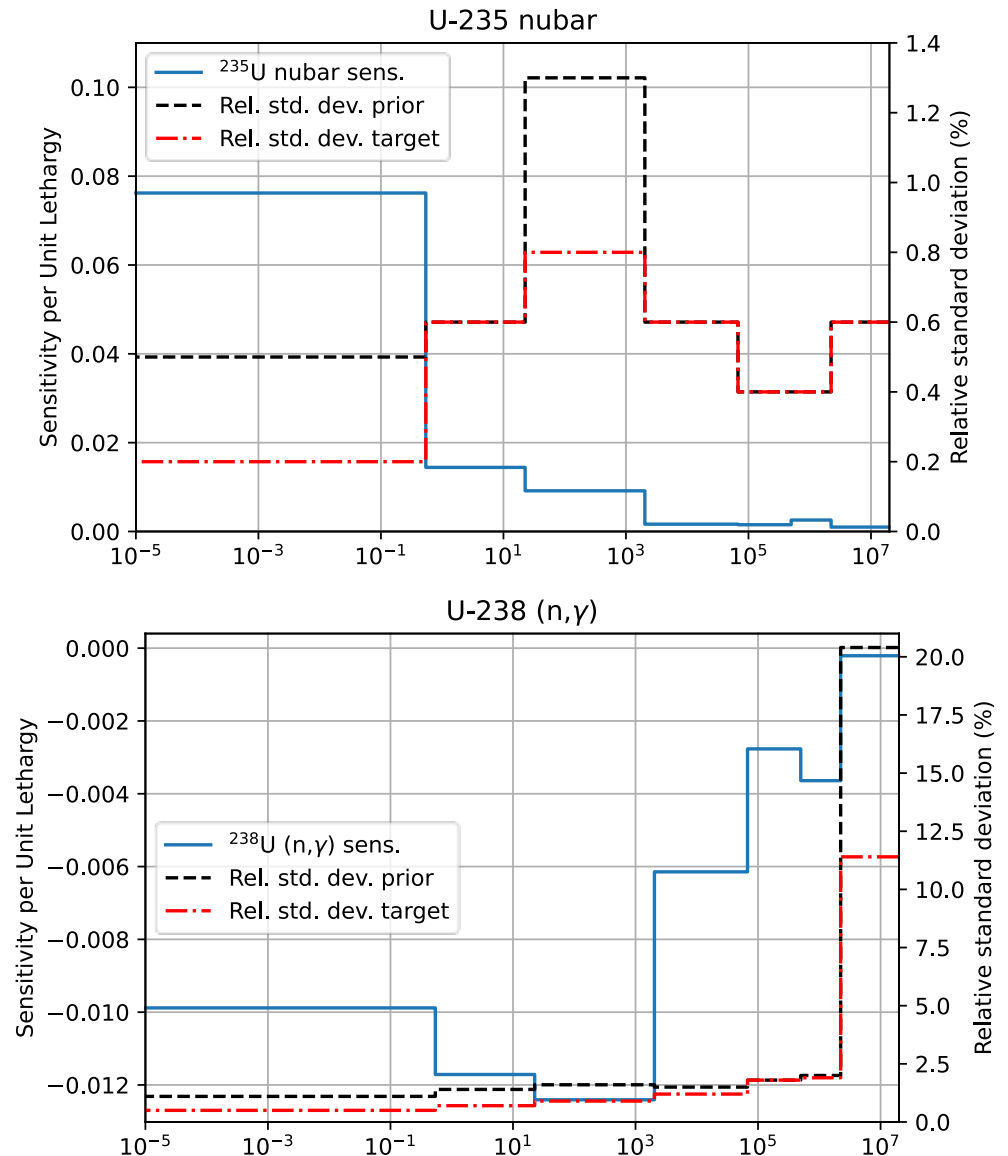 U-235 nubar
²³⁵U nubar sens.
Rel. std. dev. prior
Rel. std. dev. target
Sensitivity per Unit Lethargy
0.10
0.08
0.06
0.04
0.02
0.00
Relative standard deviation (%)
1.4
1.2
1.0
0.8
0.6
0.4
0.2
0.0
10⁻⁵ 10⁻³ 10⁻¹ 10¹ 10³ 10⁵ 10⁷
U-238 (n,γ)
Sensitivity per Unit Lethargy
0.000
−0.002
−0.004
−0.006
−0.008
−0.010
−0.012
²³⁸U (n,γ) sens.
Rel. std. dev. prior
Rel. std. dev. target
Relative standard deviation (%)
20.0
17.5
15.0
12.5
10.0
7.5
5.0
2.5
0.0
10⁻⁵ 10⁻³ 10⁻¹ 10¹ 10³ 10⁵ 10⁷